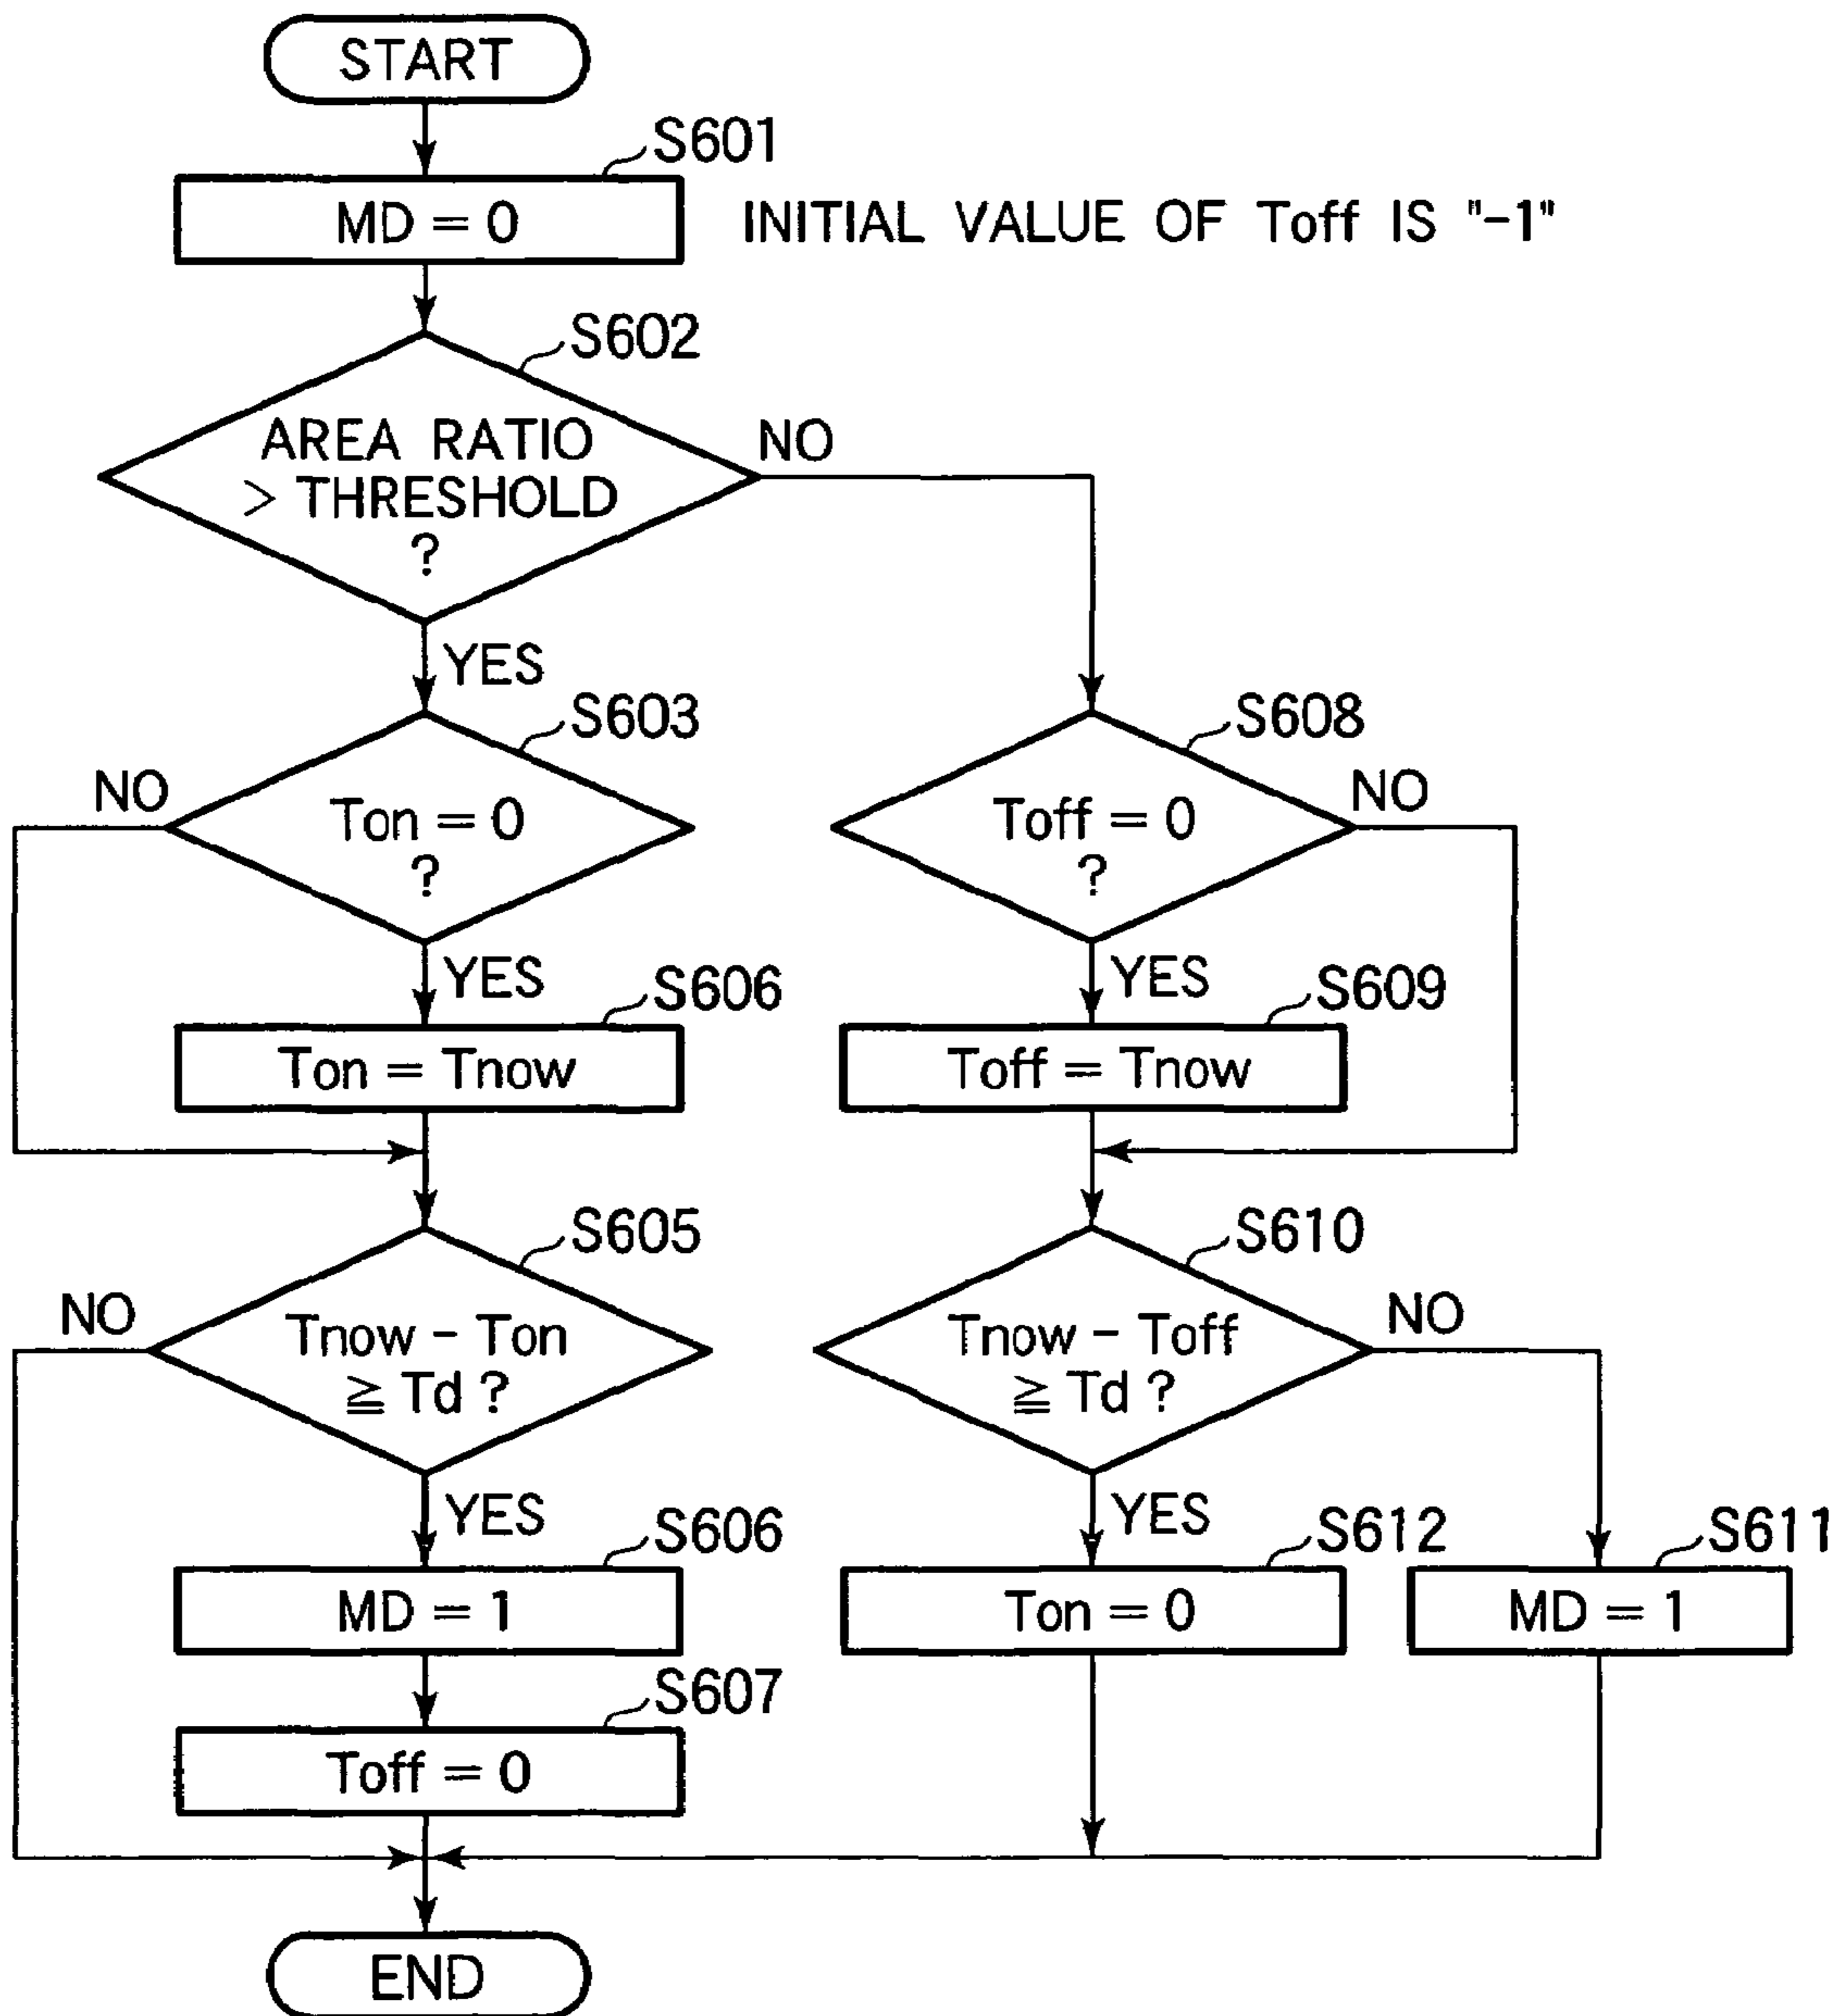 START
S601
MD = 0
INITIAL VALUE OF Toff IS "-1"
S602
AREA RATIO
> THRESHOLD
?
NO
YES
S603
NO
Ton = 0
?
YES
S606
Ton = Tnow
S608
Toff = 0
?
NO
YES
S609
Toff = Tnow
S605
NO
Tnow - Ton
≧ Td ?
YES
S606
MD = 1
S607
Toff = 0
S610
Tnow - Toff
≧ Td ?
NO
YES
S612
Ton = 0
S611
MD = 1
END